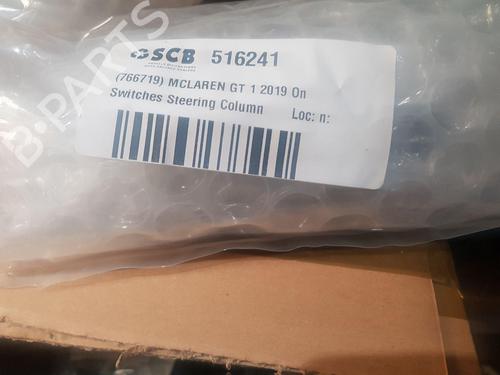 B-PARTS
SCB 516241
(766719) MCLAREN GT 1 2019 On
Switches Steering Column Loc: n: